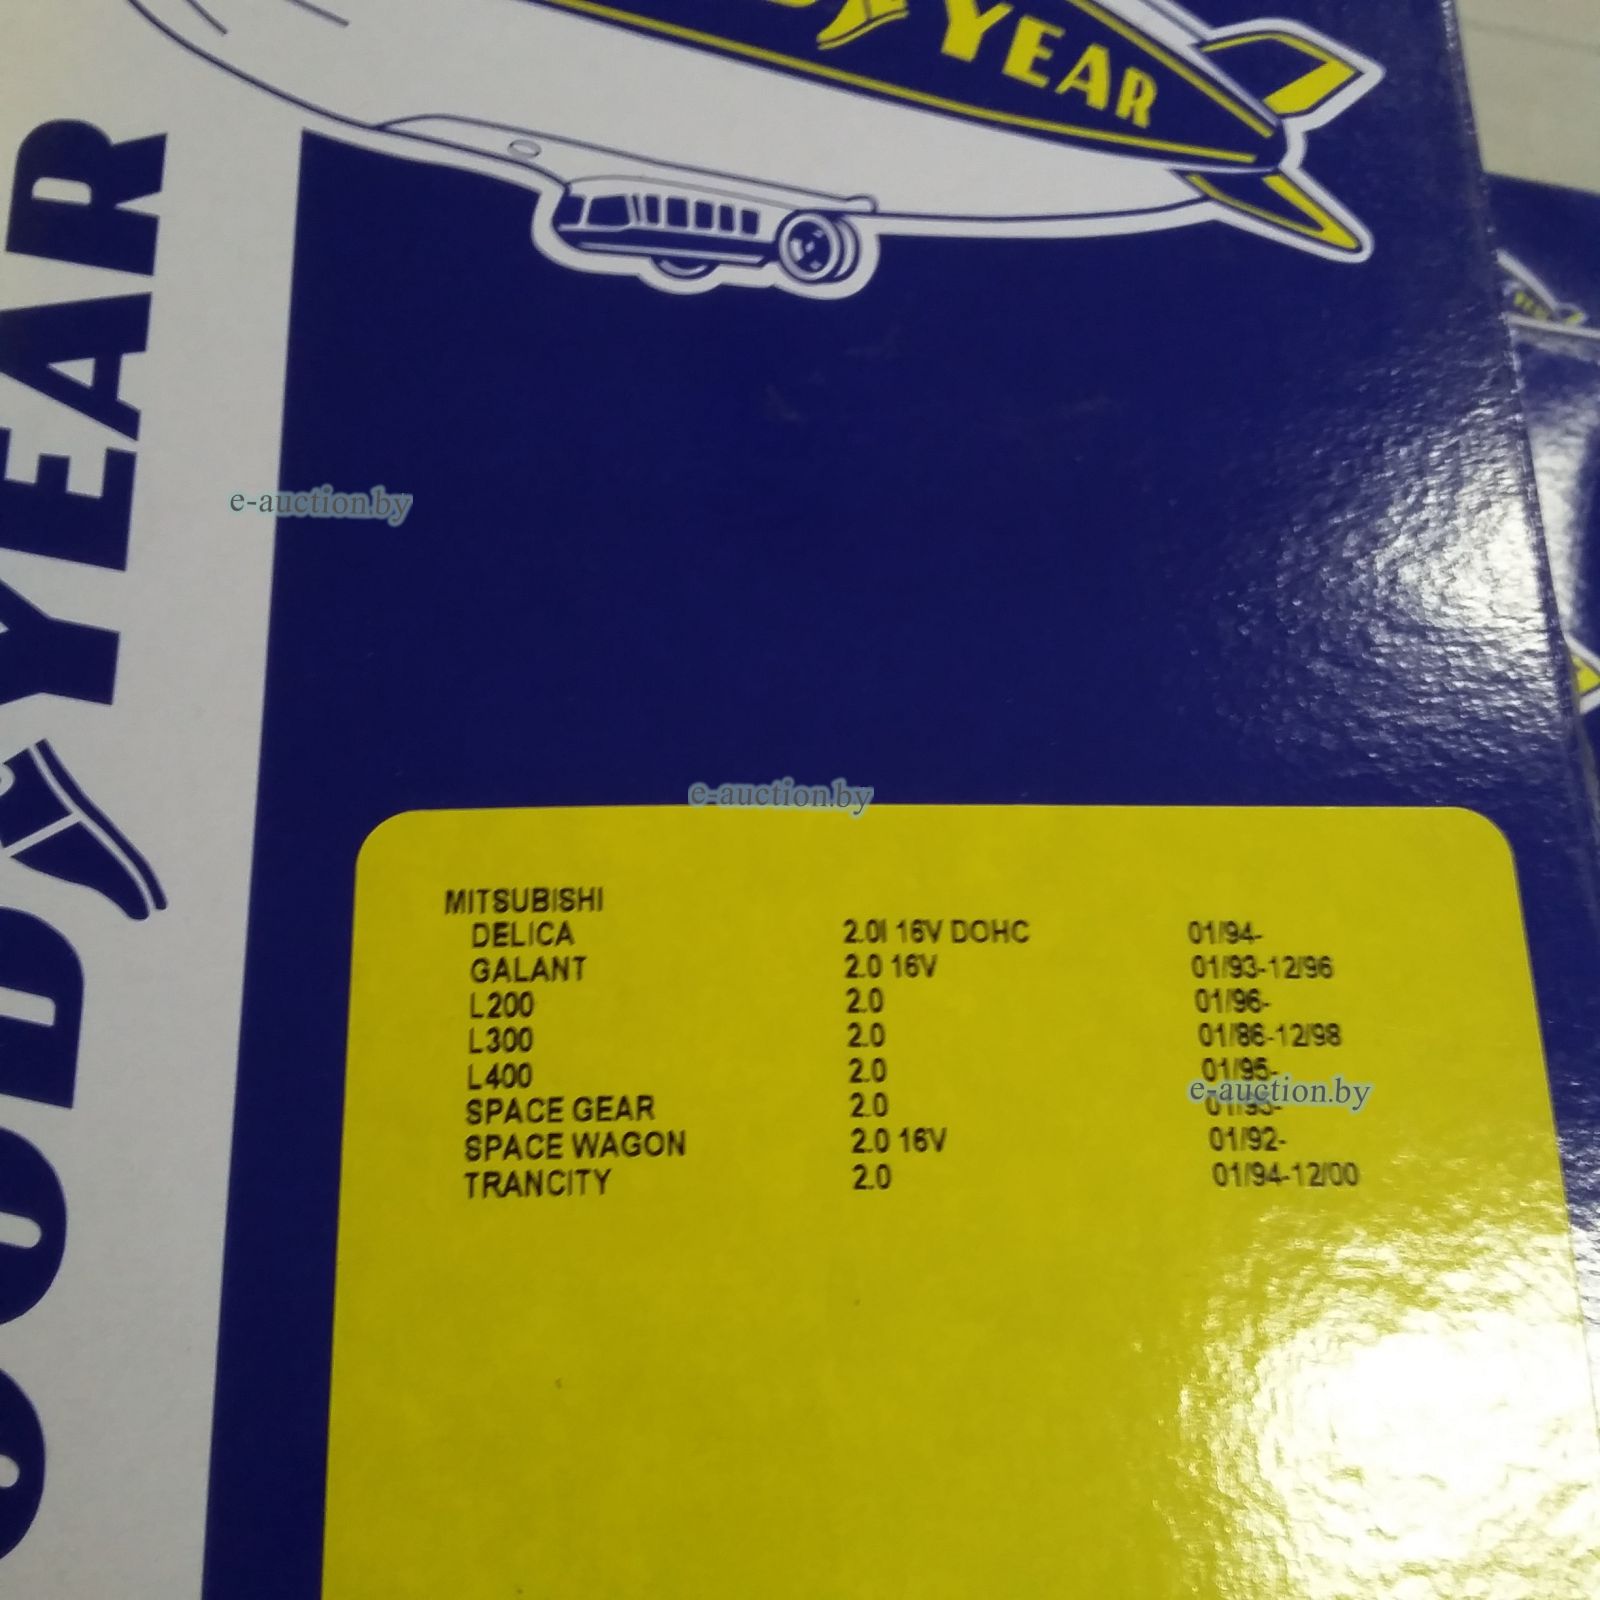 YEAR
GOODYEAR
e-auction.by
e-auction.by
MITSUBISHI
DELICA 2.0I 16V DOHC 01/94-
GALANT 2.0 16V 01/93-12/96
L200 2.0 01/96-
L300 2.0 01/86-12/98
L400 2.0 01/95-
e-auction.by
SPACE GEAR 2.0 01/95-
SPACE WAGON 2.0 16V 01/92-
TRANCITY 2.0 01/94-12/00